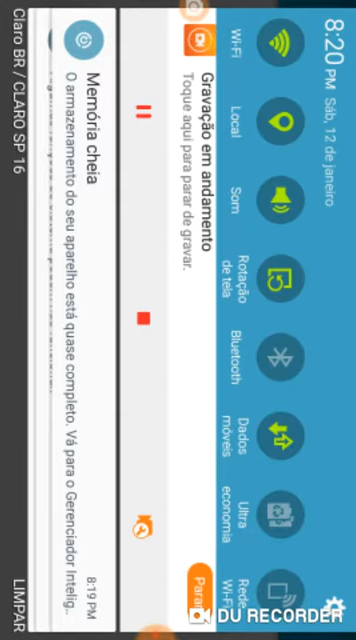 8:20 PM Sáb, 12 de janeiro
Wi-Fi
Local
Som
Rotação
de tela
Bluetooth
Dados
móveis
Ultra
economia
Rede
Wi-Fi
Gravação em andamento
Toque aqui para parar de gravar.
Parar
Memória cheia
8:19 PM
O armazenamento do seu aparelho está quase completo. Vá para o Gerenciador Intelig..
Claro BR / CLARO SP 16
LIMPAR
DU RECORDER